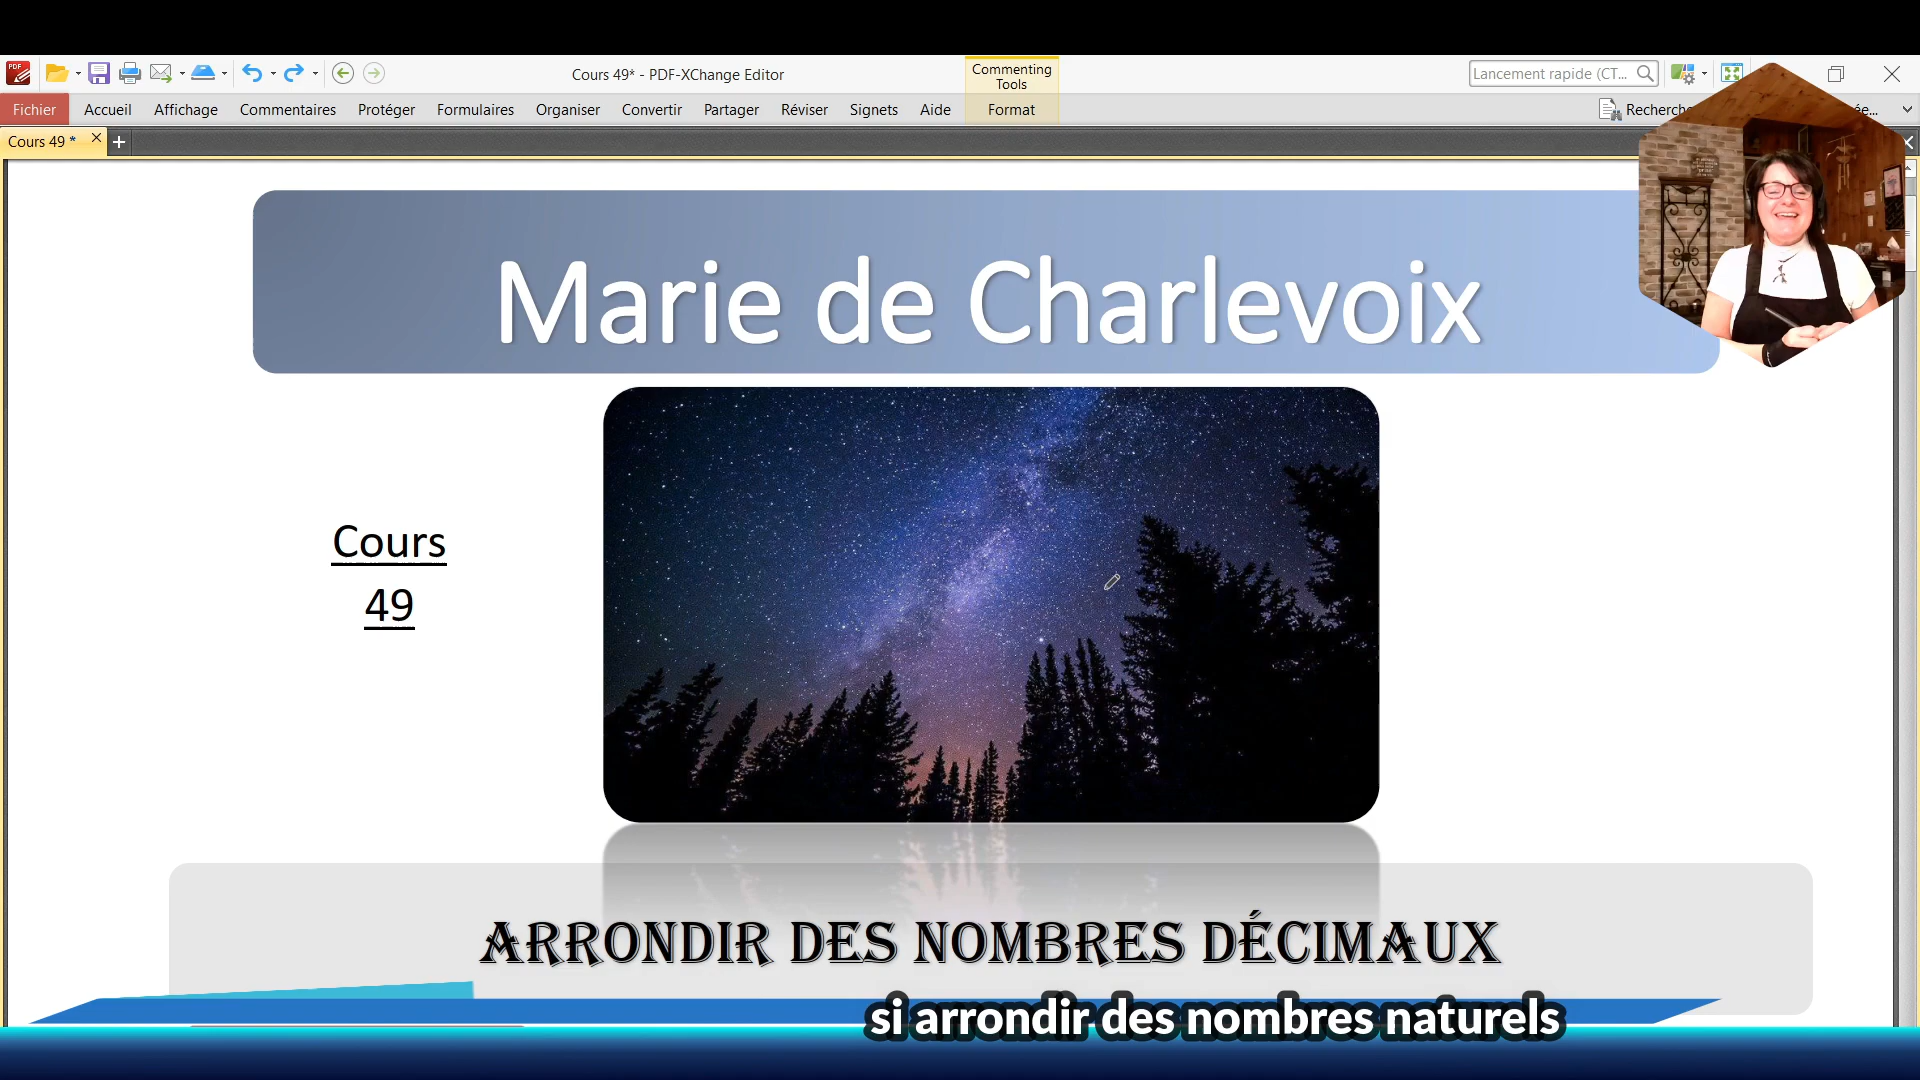 Cours 49* - PDF-XChange Editor
Commenting
Tools
Lancement rapide (CT...
Fichier
Accueil
Affichage
Commentaires
Protéger
Formulaires
Organiser
Convertir
Partager
Réviser
Signets
Aide
Format
Cours 49 *
Marie de Charlevoix
Cours
49
ARRONDIR DES NOMBRES DÉCIMAUX
si arrondir des nombres naturels